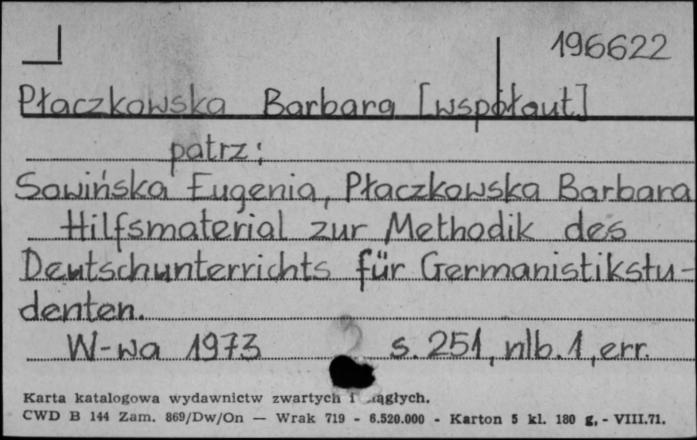 196622
Płaczkowska Barbara [współaut]
patrz:
Sawińska Eugenia, Płaczkowska Barbara
Hilfsmaterial zur Methodik des
Deutschunterrichts für Germanistikstu-
denten.
W-wa 1973 s. 251, nlb. 1, err.
Karta katalogowa wydawnictw zwartych i ciągłych.
CWD B 144 Zam. 869/Dw/On — Wrak 719 - 6.520.000 - Karton 5 kl. 180 g, - VIII.71.